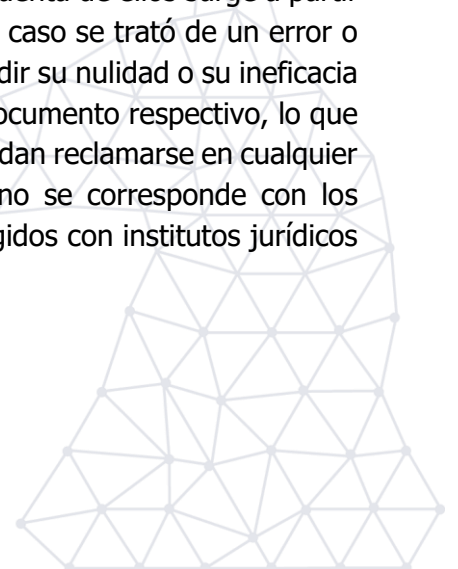 de ellos surge a partir
caso se trató de un error o
dir su nulidad o su ineficacia
ocumento respectivo, lo que
dan reclamarse en cualquier
no se corresponde con los
gidos con institutos jurídicos